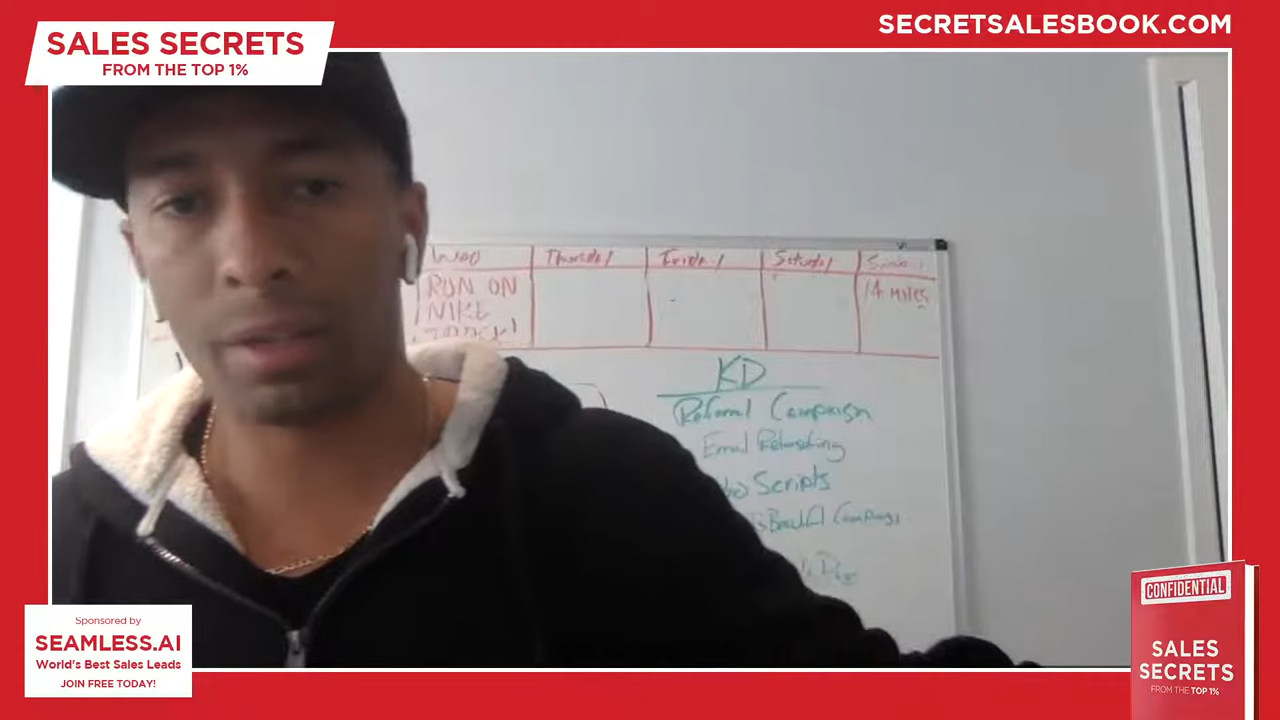 SALES SECRETS
FROM THE TOP 1%
SECRETSALESBOOK.COM
WED Thursday Friday Saturday
RUN ON
NIKE
14 MILES
KD
Referral Campaign
Email
Scripts
Sponsored by
SEAMLESS.AI
World's Best Sales Leads
JOIN FREE TODAY!
CONFIDENTIAL
SALES
SECRETS
FROM THE TOP 1%